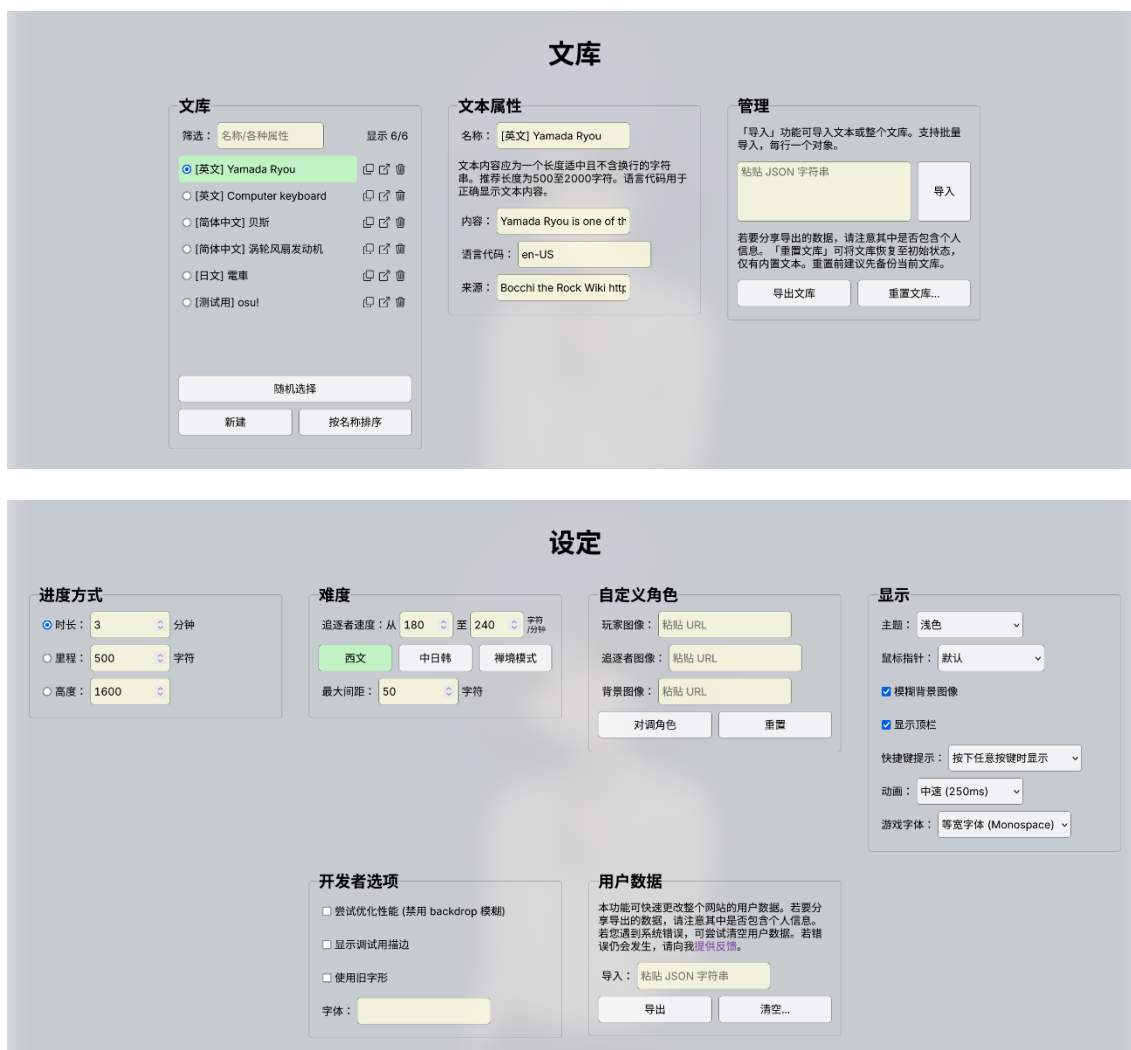 文库
文库
筛选： 名称/各种属性 显示 6/6
[英文] Yamada Ryou
[英文] Computer keyboard
[简体中文] 贝斯
[简体中文] 涡轮风扇发动机
[日文] 電車
[测试用] osu!
随机选择
新建 按名称排序
文本属性
名称： [英文] Yamada Ryou
文本内容应为一个长度适中且不含换行的字符
串。推荐长度为500至2000字符。语言代码用于
正确显示文本内容。
内容： Yamada Ryou is one of th
语言代码： en-US
来源： Bocchi the Rock Wiki http
管理
「导入」功能可导入文本或整个文库。支持批量
导入，每行一个对象。
粘贴 JSON 字符串
导入
若要分享导出的数据，请注意其中是否包含个人
信息。「重置文库」可将文库恢复至初始状态，
仅有内置文本。重置前建议先备份当前文库。
导出文库 重置文库...
设定
进度方式
时长： 3 分钟
里程： 500 字符
高度： 1600
难度
追逐者速度：从 180 至 240 字符/分钟
西文 中日韩 禅境模式
最大间距： 50 字符
自定义角色
玩家图像： 粘贴 URL
追逐者图像： 粘贴 URL
背景图像： 粘贴 URL
对调角色 重置
显示
主题： 浅色
鼠标指针： 默认
模糊背景图像
显示顶栏
快捷键提示： 按下任意按键时显示
动画： 中速 (250ms)
游戏字体： 等宽字体 (Monospace)
开发者选项
尝试优化性能 (禁用 backdrop 模糊)
显示调试用描边
使用旧字形
字体：
用户数据
本功能可快速更改整个网站的用户数据。若要分
享导出的数据，请注意其中是否包含个人信息。
若您遇到系统错误，可尝试清空用户数据。若错
误仍会发生，请向我提供反馈。
导入： 粘贴 JSON 字符串
导出 清空...